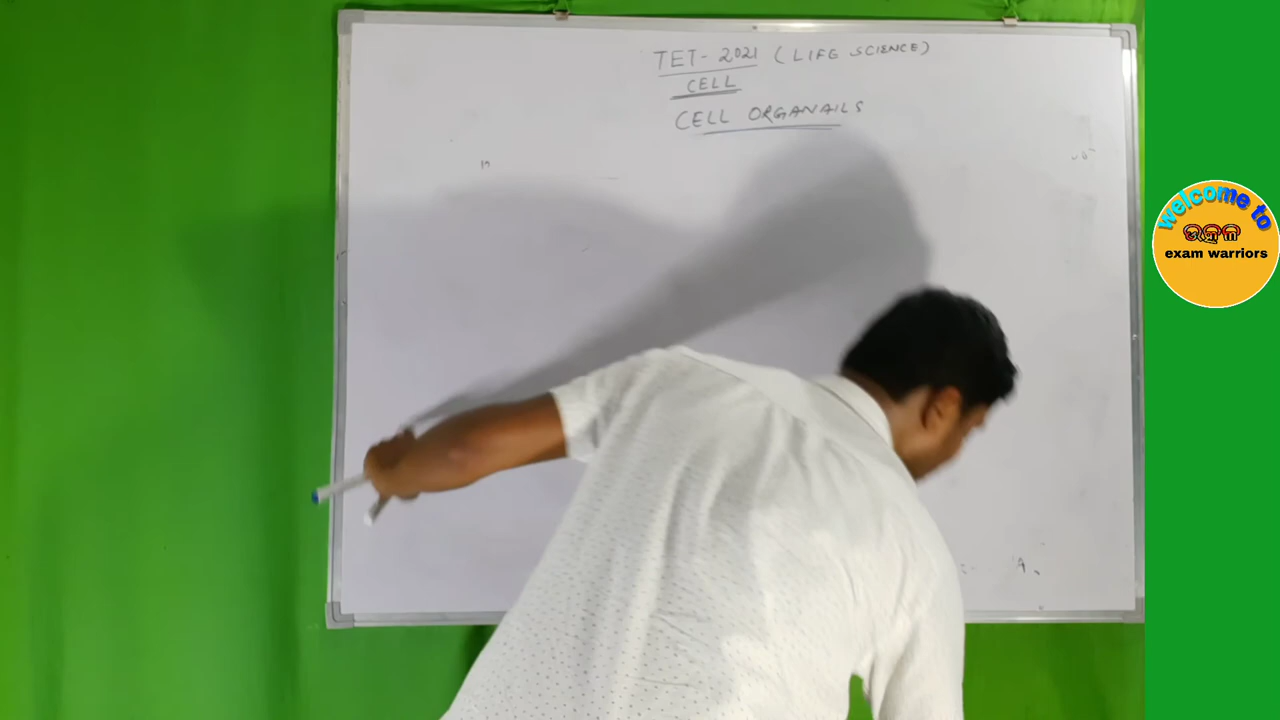 TET- 2021 (LIFE SCIENCE)
CELL
CELL ORGANAILS
welcome to
exam warriors